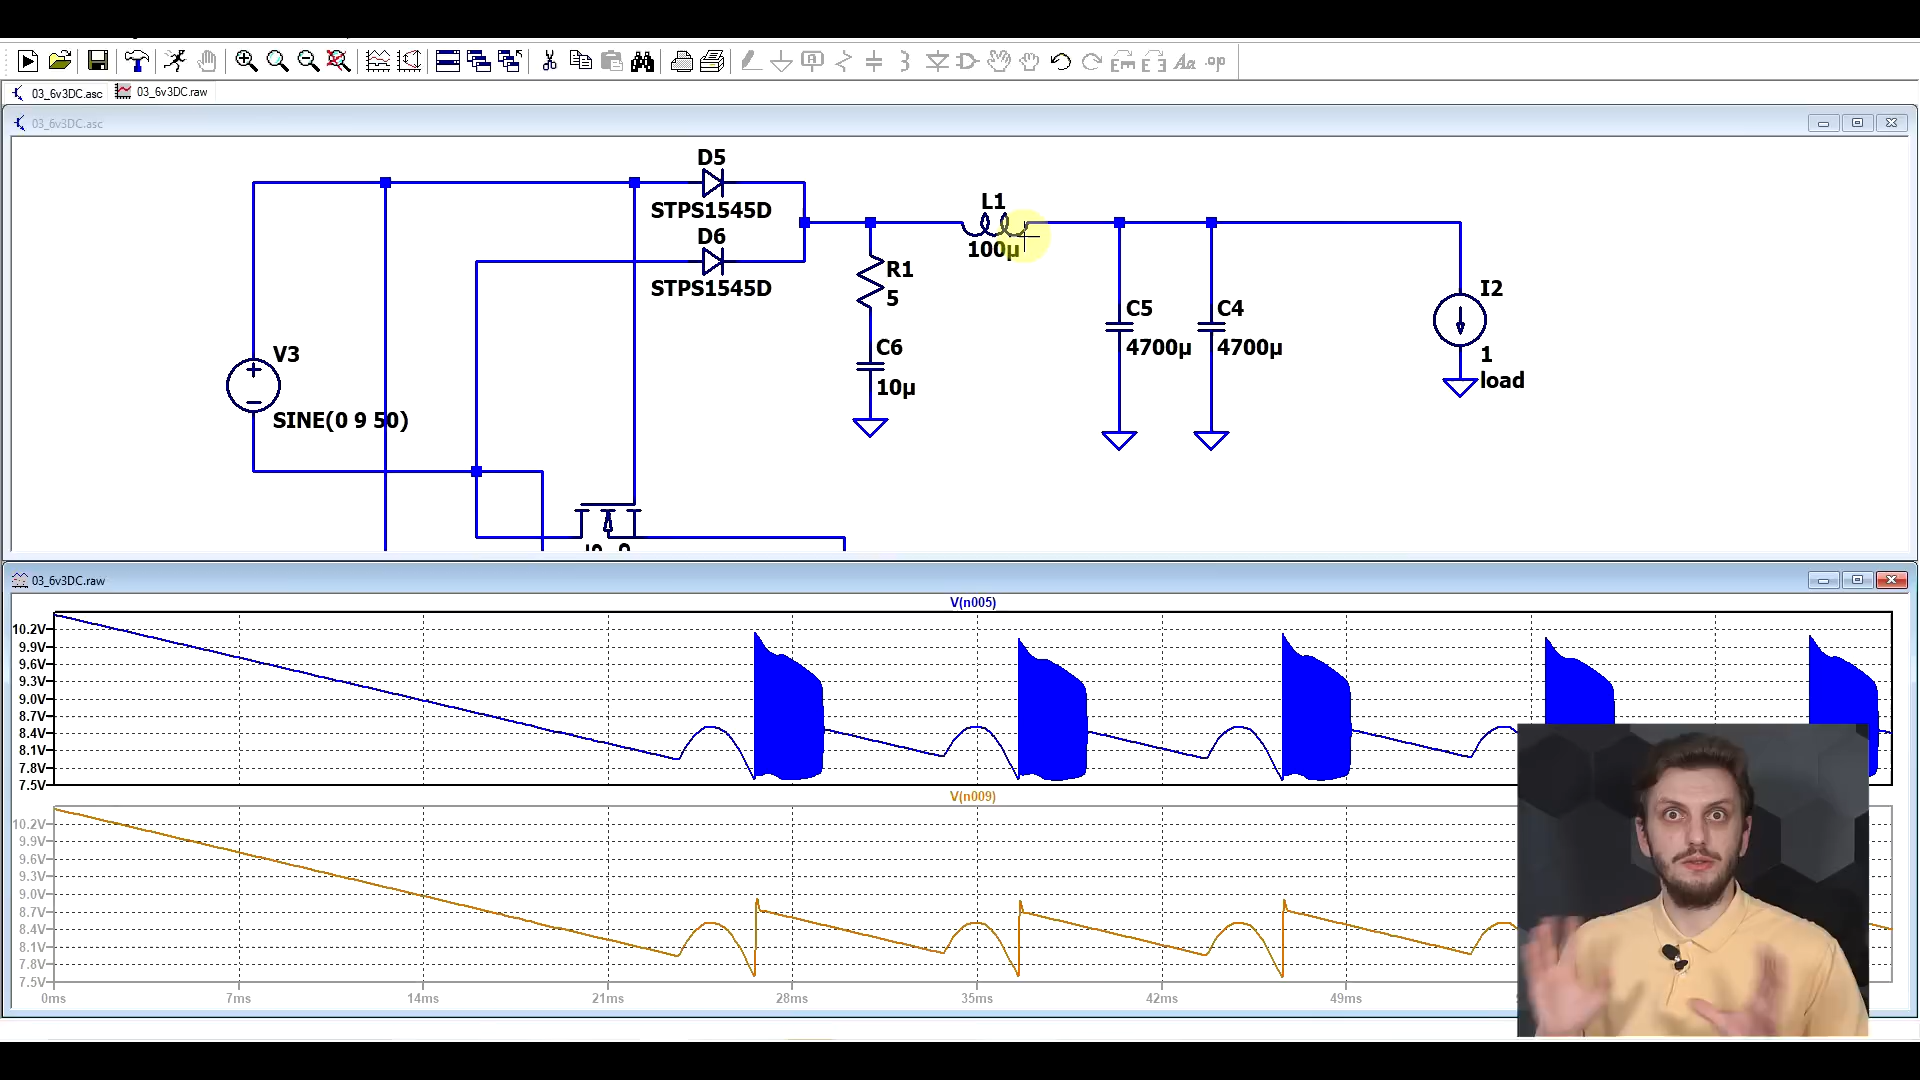 03_6v3DC.asc
03_6v3DC.raw
03_6v3DC.asc
D5
STPS1545D
D6
STPS1545D
L1
100µ
R1
5
C6
10µ
C5
4700µ
C4
4700µ
I2
1
load
V3
SINE(0 9 50)
03_6v3DC.raw
V(n005)
10.2V
9.9V
9.6V
9.3V
9.0V
8.7V
8.4V
8.1V
7.8V
7.5V
V(n009)
10.2V
9.9V
9.6V
9.3V
9.0V
8.7V
8.4V
8.1V
7.8V
7.5V
0ms 7ms 14ms 21ms 28ms 35ms 42ms 49ms